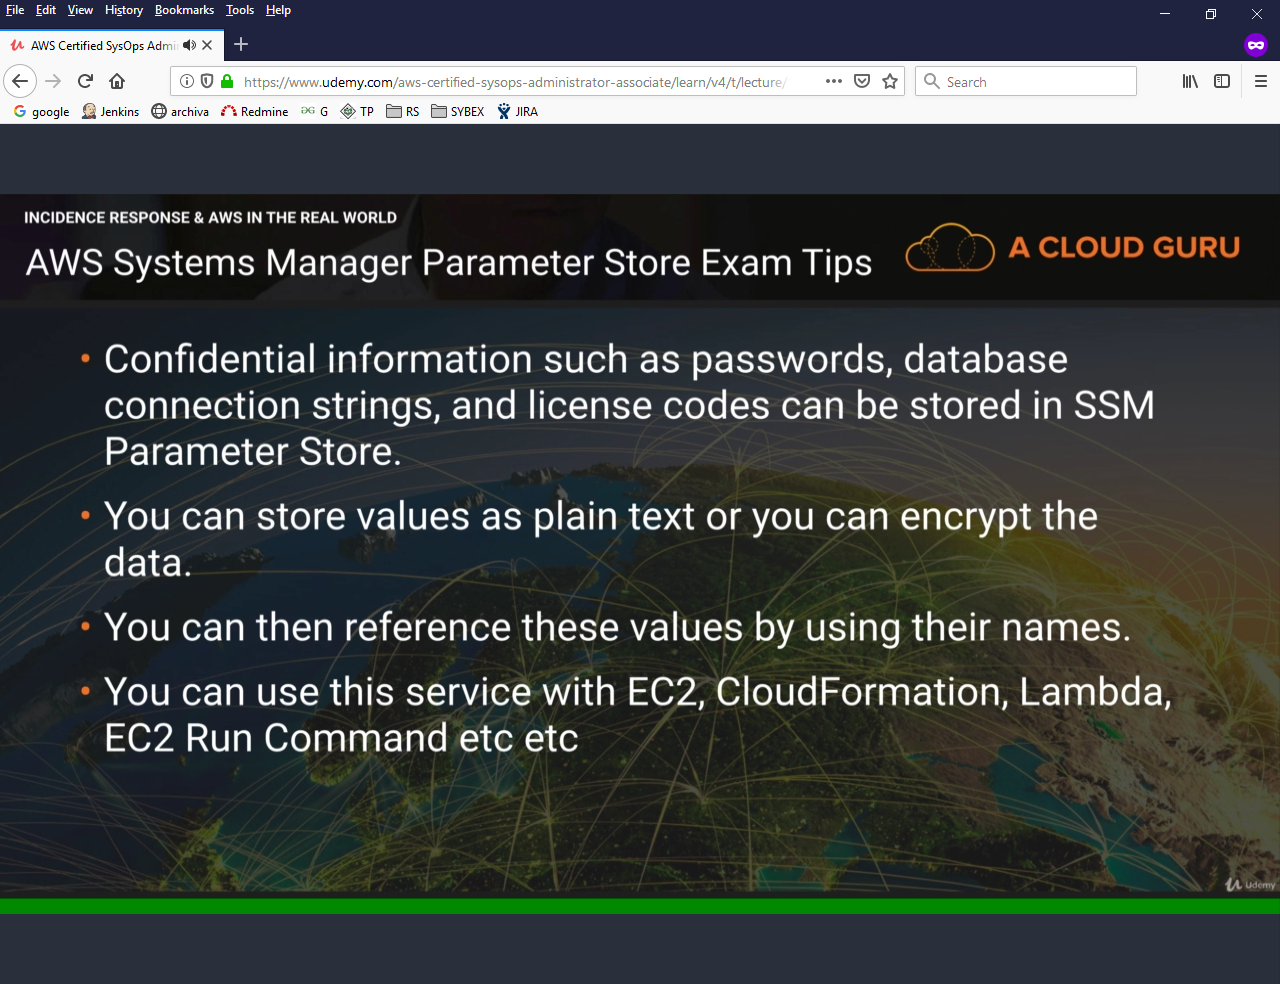 File Edit View History Bookmarks Tools Help
AWS Certified SysOps Admi
https://www.udemy.com/aws-certified-sysops-administrator-associate/learn/v4/t/lecture/
Search
google Jenkins archiva Redmine G TP RS SYBEX JIRA
INCIDENCE RESPONSE & AWS IN THE REAL WORLD
AWS Systems Manager Parameter Store Exam Tips
A CLOUD GURU
• Confidential information such as passwords, database
connection strings, and license codes can be stored in SSM
Parameter Store.
• You can store values as plain text or you can encrypt the
data.
• You can then reference these values by using their names.
• You can use this service with EC2, CloudFormation, Lambda,
EC2 Run Command etc etc
Udemy